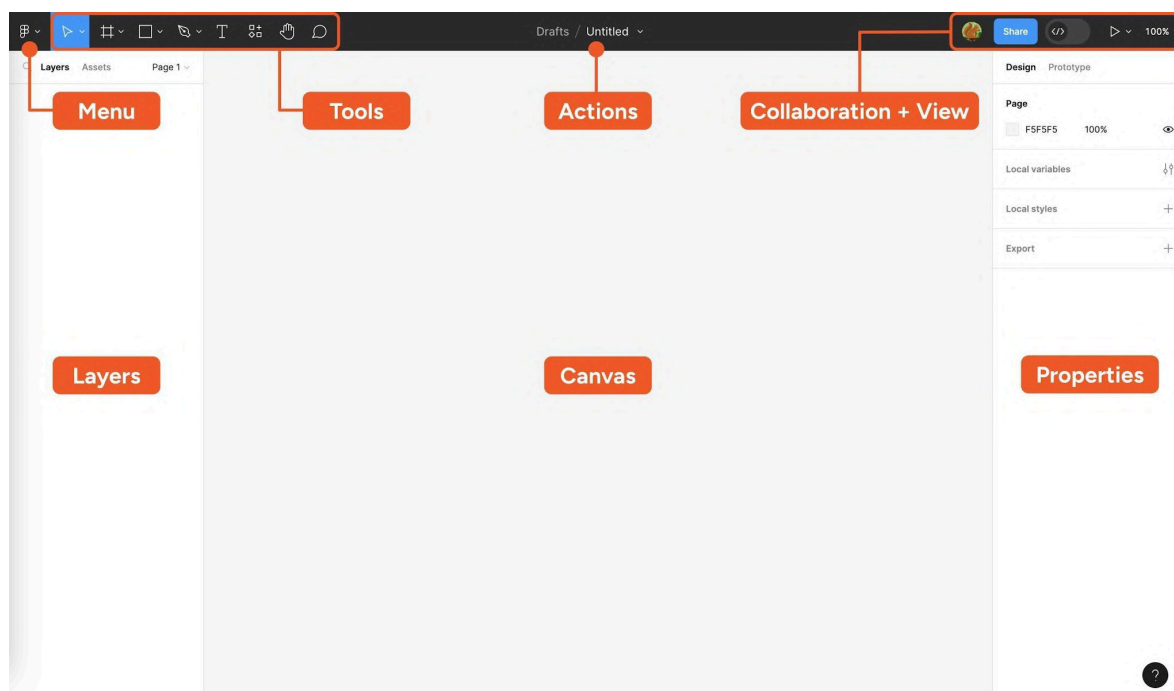 Drafts / Untitled
Share
100%
Layers Assets Page 1
Design Prototype
Menu
Tools
Actions
Collaboration + View
Page
F5F5F5 100%
Local variables
Local styles
Export
Layers
Canvas
Properties
?